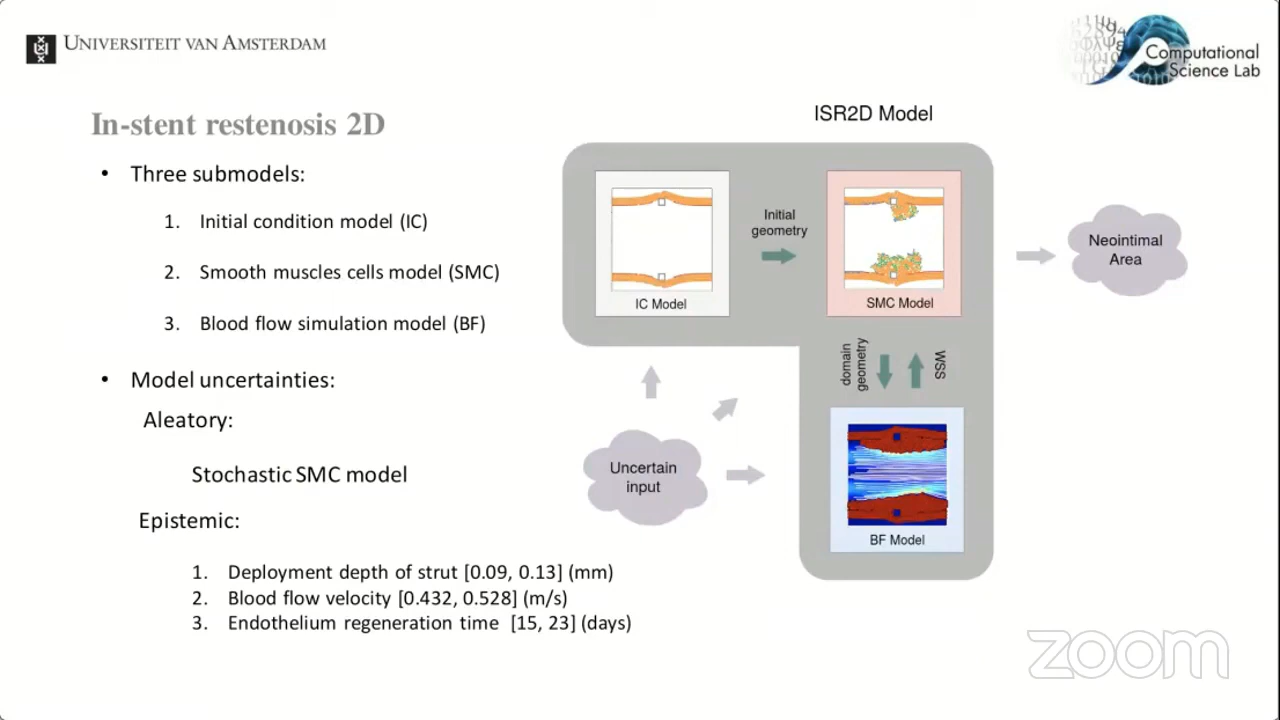 UNIVERSITEIT VAN AMSTERDAM
Computational
Science Lab
In-stent restenosis 2D
• Three submodels:
1. Initial condition model (IC)
2. Smooth muscles cells model (SMC)
3. Blood flow simulation model (BF)
• Model uncertainties:
Aleatory:
Stochastic SMC model
Epistemic:
1. Deployment depth of strut [0.09, 0.13] (mm)
2. Blood flow velocity [0.432, 0.528] (m/s)
3. Endothelium regeneration time [15, 23] (days)
ISR2D Model
IC Model
Initial
geometry
SMC Model
Neointimal
Area
domain
geometry
WSS
Uncertain
input
BF Model
zoom